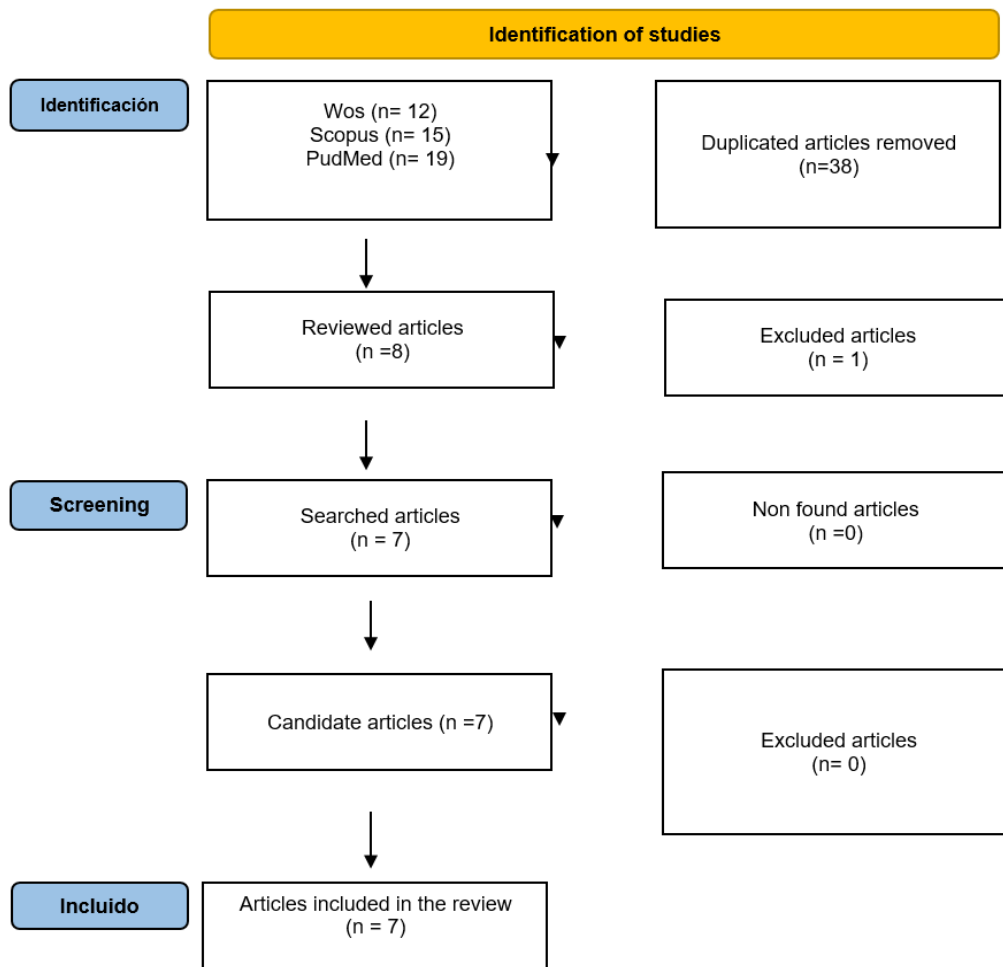 Identification of studies
Identificación
Wos (n= 12)
Scopus (n= 15)
PudMed (n= 19)
Duplicated articles removed
(n=38)
Reviewed articles
(n =8)
Excluded articles
(n = 1)
Screening
Searched articles
(n = 7)
Non found articles
(n =0)
Candidate articles (n =7)
Excluded articles
(n= 0)
Incluido
Articles included in the review
(n = 7)